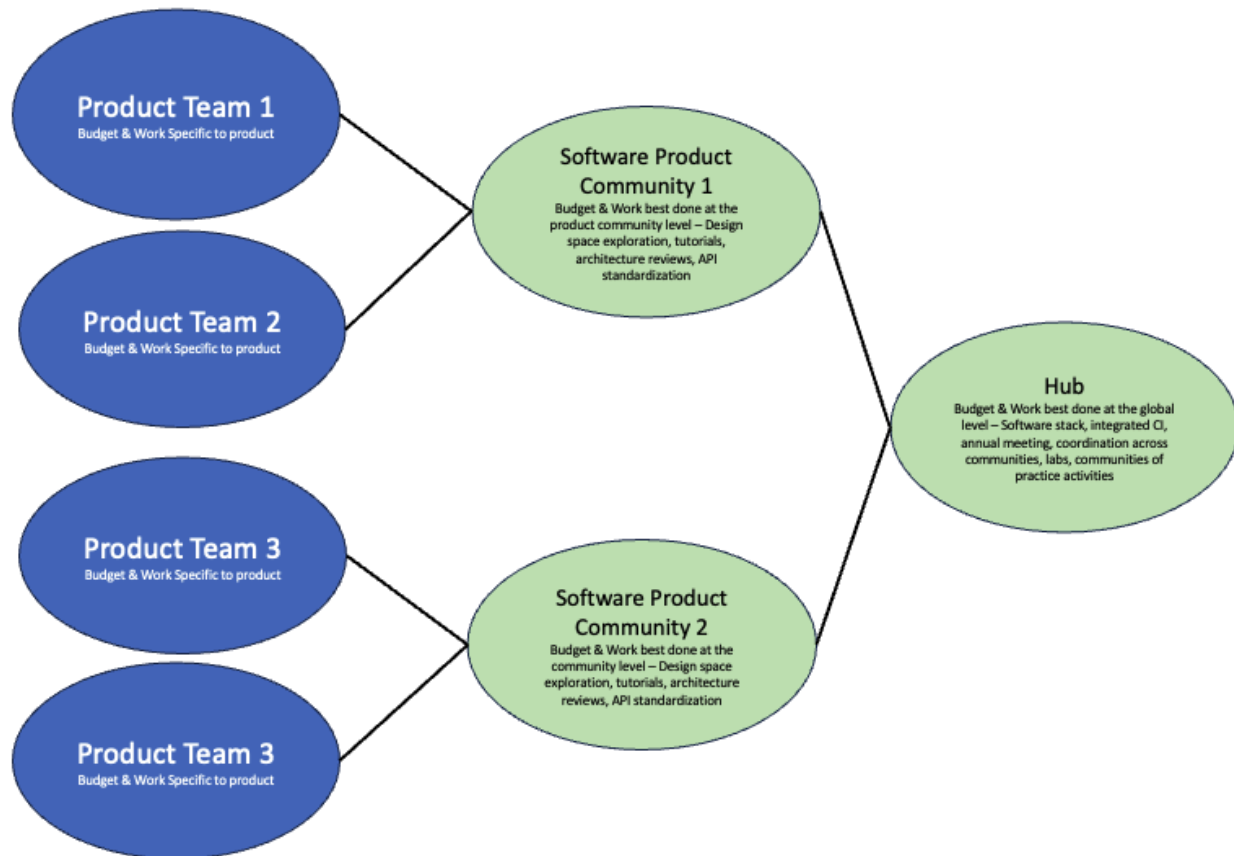 Product Team 1
Budget & Work Specific to product
Product Team 2
Budget & Work Specific to product
Product Team 3
Budget & Work Specific to product
Product Team 3
Budget & Work Specific to product
Software Product
Community 1
Budget & Work best done at the
product community level – Design
space exploration, tutorials,
architecture reviews, API
standardization
Software Product
Community 2
Budget & Work best done at the
community level – Design space
exploration, tutorials, architecture
reviews, API standardization
Hub
Budget & Work best done at the global
level – Software stack, integrated CI,
annual meeting, coordination across
communities, labs, communities of
practice activities